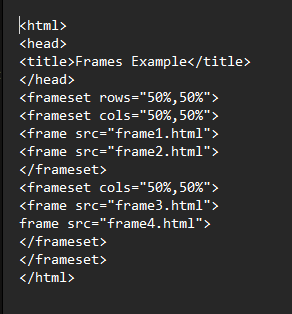 <html>
<head>
<title>Frames Example</title>
</head>
<frameset rows="50%,50%">
<frameset cols="50%,50%">
<frame src="frame1.html">
<frame src="frame2.html">
</frameset>
<frameset cols="50%,50%">
<frame src="frame3.html">
frame src="frame4.html">
</frameset>
</frameset>
</html>